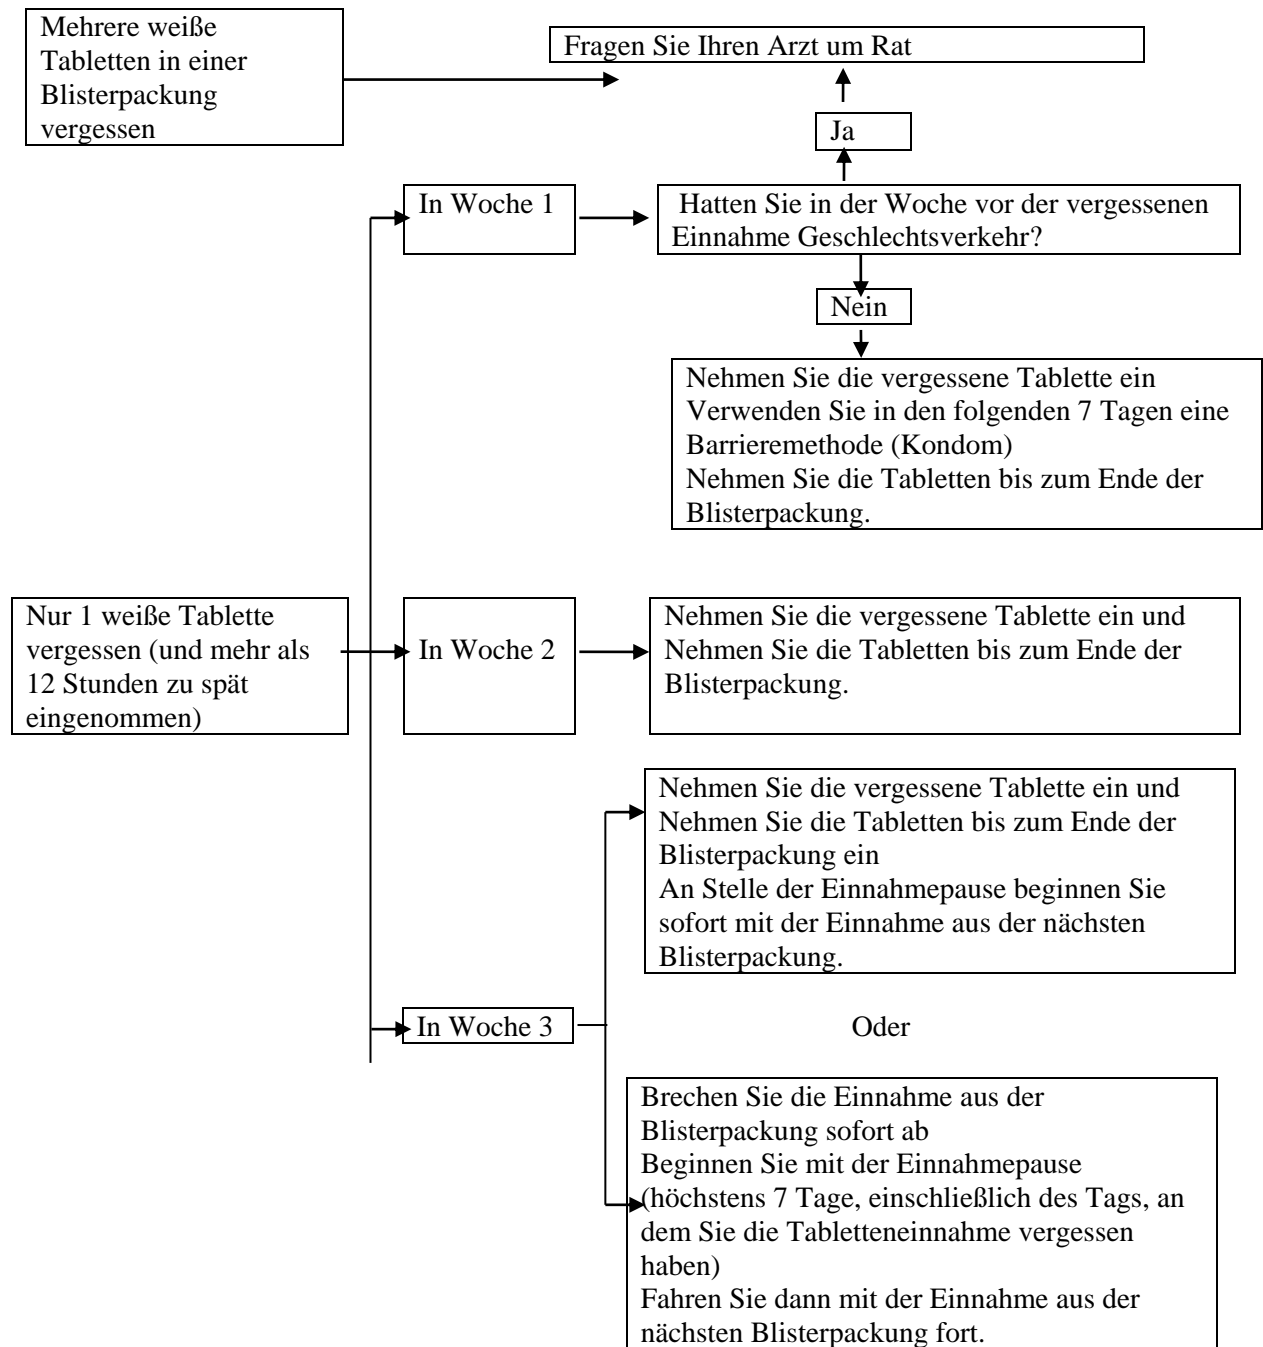 Mehrere weiße
Tabletten in einer
Blisterpackung
vergessen
Fragen Sie Ihren Arzt um Rat
Ja
In Woche 1
Hatten Sie in der Woche vor der vergessenen
Einnahme Geschlechtsverkehr?
Nein
Nehmen Sie die vergessene Tablette ein
Verwenden Sie in den folgenden 7 Tagen eine
Barrieremethode (Kondom)
Nehmen Sie die Tabletten bis zum Ende der
Blisterpackung.
Nur 1 weiße Tablette
vergessen (und mehr als
12 Stunden zu spät
eingenommen)
In Woche 2
Nehmen Sie die vergessene Tablette ein und
Nehmen Sie die Tabletten bis zum Ende der
Blisterpackung.
Nehmen Sie die vergessene Tablette ein und
Nehmen Sie die Tabletten bis zum Ende der
Blisterpackung ein
An Stelle der Einnahmepause beginnen Sie
sofort mit der Einnahme aus der nächsten
Blisterpackung.
In Woche 3
Oder
Brechen Sie die Einnahme aus der
Blisterpackung sofort ab
Beginnen Sie mit der Einnahmepause
(höchstens 7 Tage, einschließlich des Tags, an
dem Sie die Tabletteneinnahme vergessen
haben)
Fahren Sie dann mit der Einnahme aus der
nächsten Blisterpackung fort.